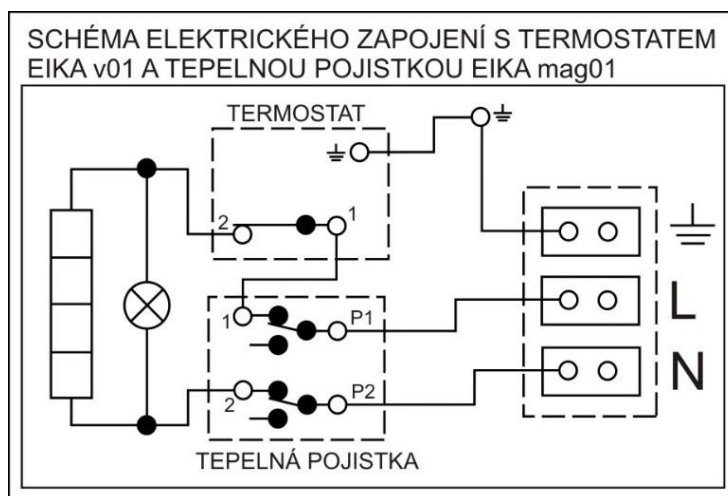 SCHÉMA ELEKTRICKÉHO ZAPOJENÍ S TERMOSTATEM
EIKA v01 A TEPELNOU POJISTKOU EIKA mag01
TERMOSTAT
2
1
L
1
P1
N
2
P2
TEPELNÁ POJISTKA